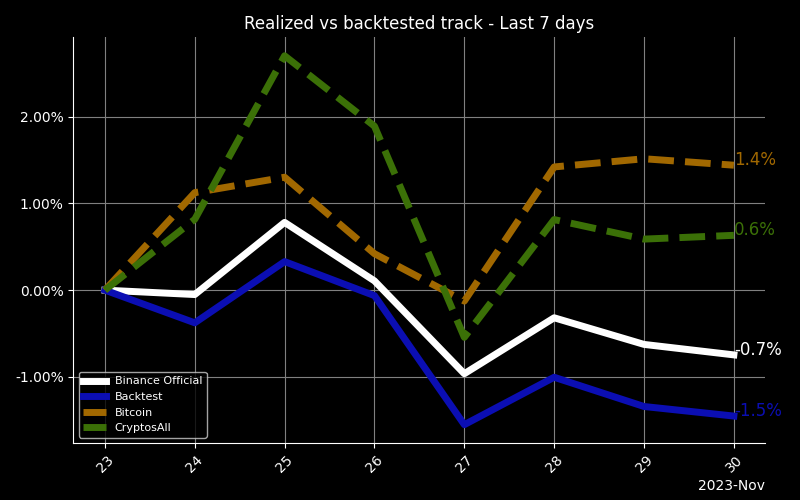 Realized vs backtested track - Last 7 days
2.00%
1.00%
0.00%
-1.00%
1.4%
0.6%
-0.7%
-1.5%
Binance Official
Backtest
Bitcoin
CryptosAll
23 24 25 26 27 28 29 30
2023-Nov